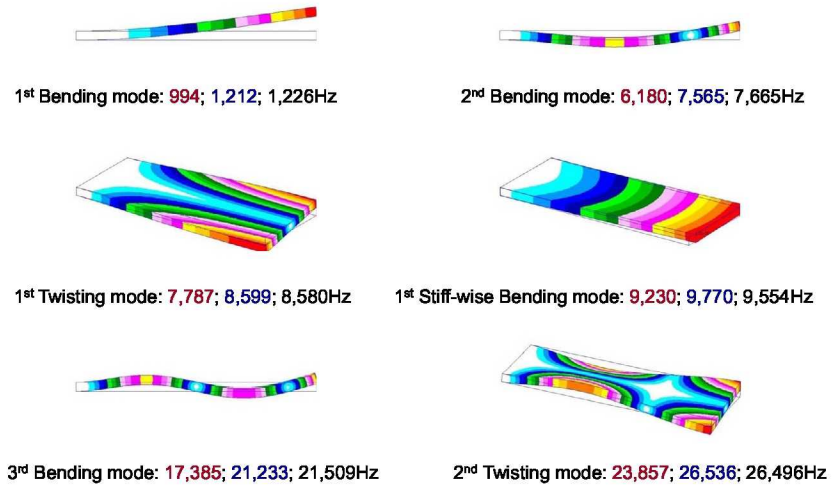 1st Bending mode: 994; 1,212; 1,226Hz
2nd Bending mode: 6,180; 7,565; 7,665Hz
1st Twisting mode: 7,787; 8,599; 8,580Hz
1st Stiff-wise Bending mode: 9,230; 9,770; 9,554Hz
3rd Bending mode: 17,385; 21,233; 21,509Hz
2nd Twisting mode: 23,857; 26,536; 26,496Hz